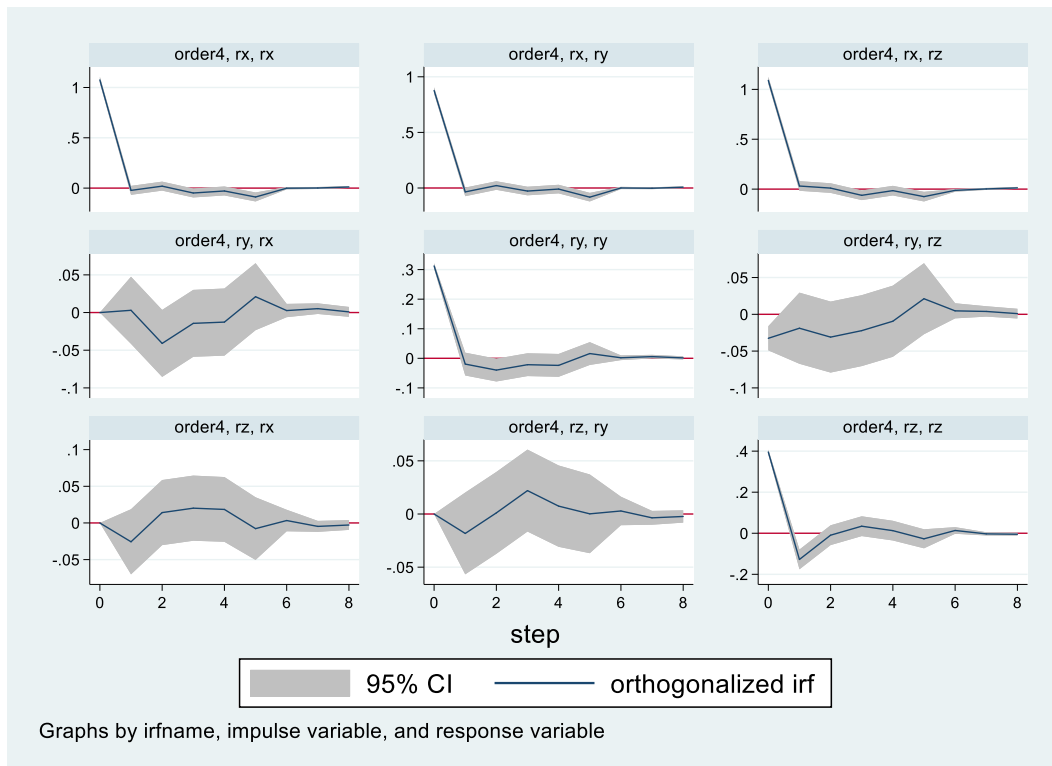 order4, rx, rx
order4, rx, ry
order4, rx, rz
1
.5
0
1
.5
0
1
.5
0
order4, ry, rx
order4, ry, ry
order4, ry, rz
.05
0
-.05
-.1
.3
.2
.1
0
-.1
.05
0
-.05
-.1
order4, rz, rx
order4, rz, ry
order4, rz, rz
.1
.05
0
-.05
.05
0
-.05
.4
.2
0
-.2
0 2 4 6 8
0 2 4 6 8
0 2 4 6 8
step
95% CI
orthogonalized irf
Graphs by irfname, impulse variable, and response variable